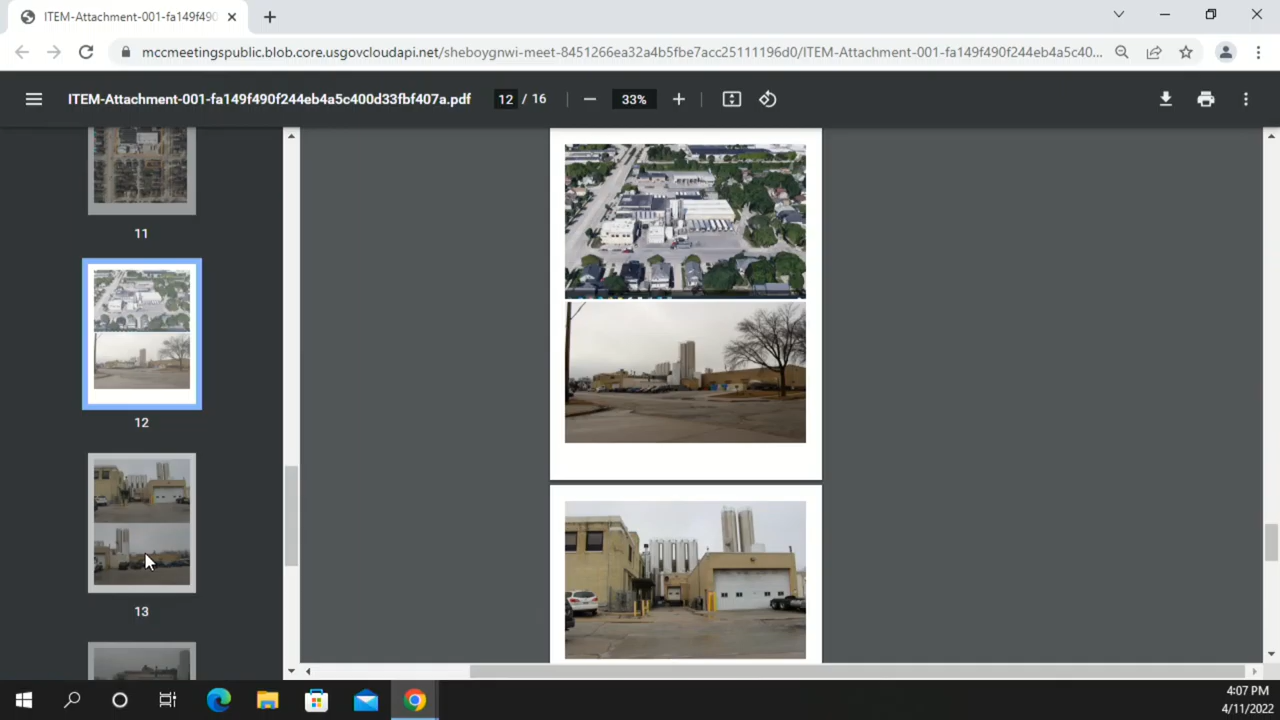 ITEM-Attachment-001-fa149f490
mccmeetingspublic.blob.core.usgovcloudapi.net/sheboygnwi-meet-8451266ea32a4b5fbe7acc25111196d0/ITEM-Attachment-001-fa149f490f244eb4a5c40...
ITEM-Attachment-001-fa149f490f244eb4a5c400d33fbf407a.pdf 12 / 16 33%
11
12
13
4:07 PM
4/11/2022